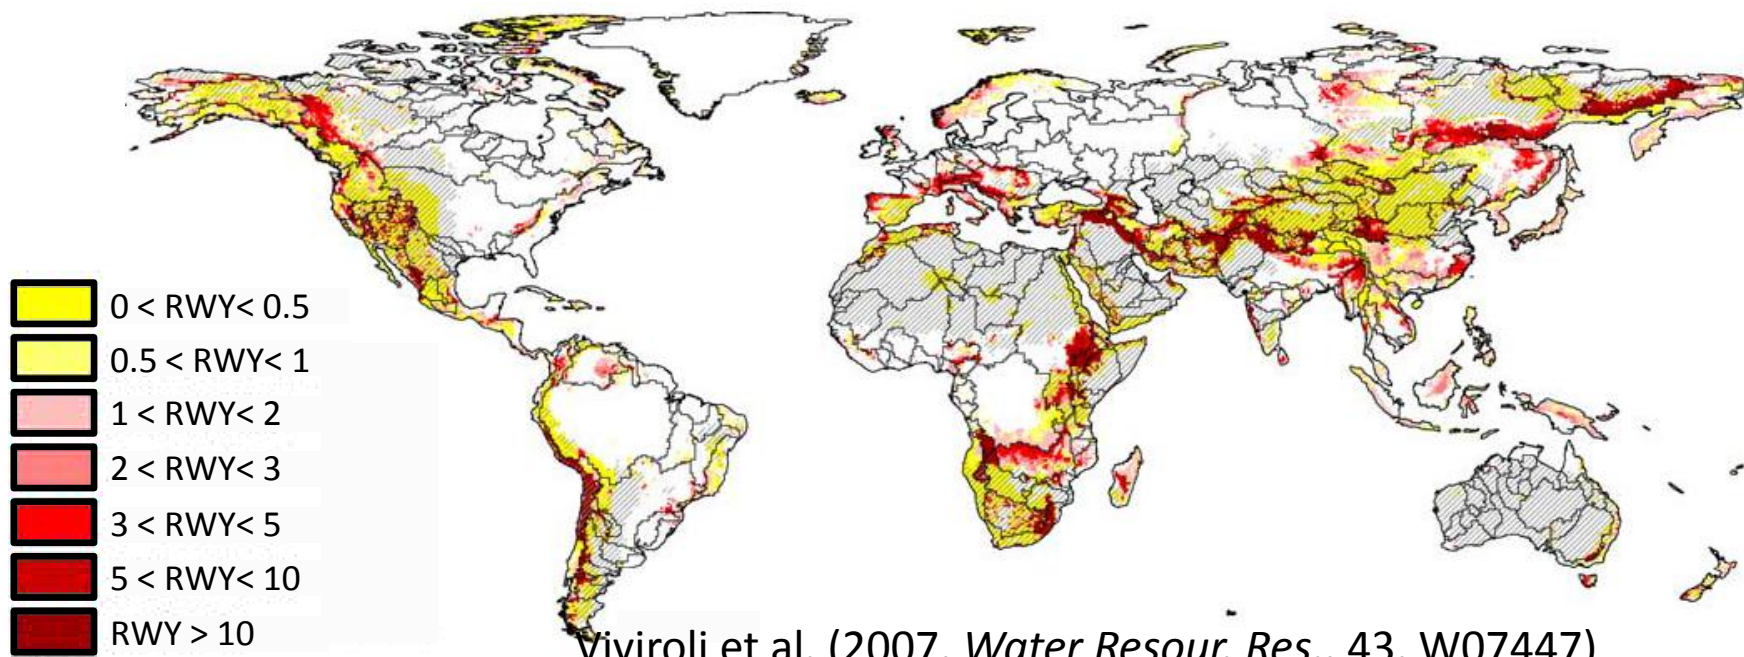 0 < RWY< 0.5
0.5 < RWY< 1
1 < RWY< 2
2 < RWY< 3
3 < RWY< 5
5 < RWY< 10
RWY > 10
Viviroli et al. (2007, Water Resour. Res., 43, W07447)